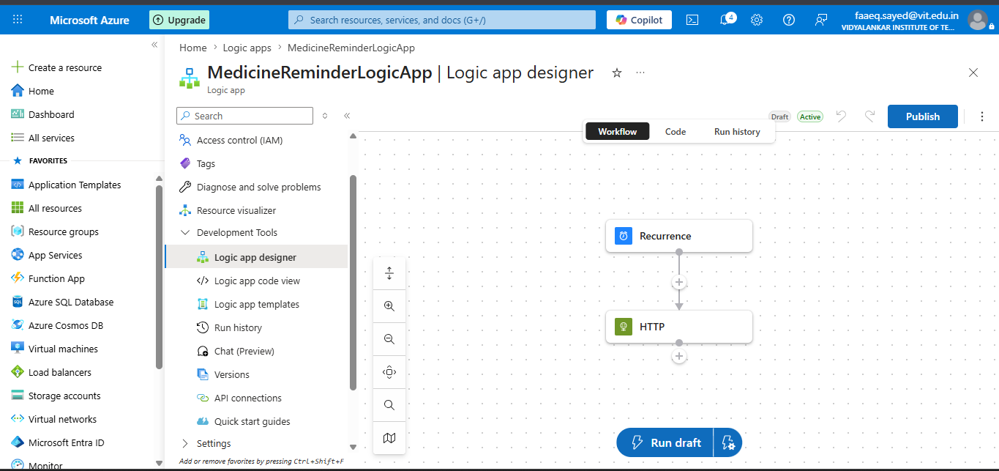 Microsoft Azure
Upgrade
Search resources, services, and docs (G+/)
Copilot
4
faaeq.sayed@vit.edu.in
VIDYALANKAR INSTITUTE OF TE...
Create a resource
Home
Dashboard
All services
FAVORITES
Application Templates
All resources
Resource groups
App Services
Function App
Azure SQL Database
Azure Cosmos DB
Virtual machines
Load balancers
Storage accounts
Virtual networks
Microsoft Entra ID
Monitor
Home > Logic apps > MedicineReminderLogicApp
MedicineReminderLogicApp | Logic app designer
Logic app
Search
Access control (IAM)
Tags
Diagnose and solve problems
Resource visualizer
Development Tools
Logic app designer
Logic app code view
Logic app templates
Run history
Chat (Preview)
Versions
API connections
Quick start guides
Settings
Add or remove favorites by pressing Ctrl+Shift+F
Workflow
Code
Run history
Draft
Active
Publish
Recurrence
HTTP
Run draft